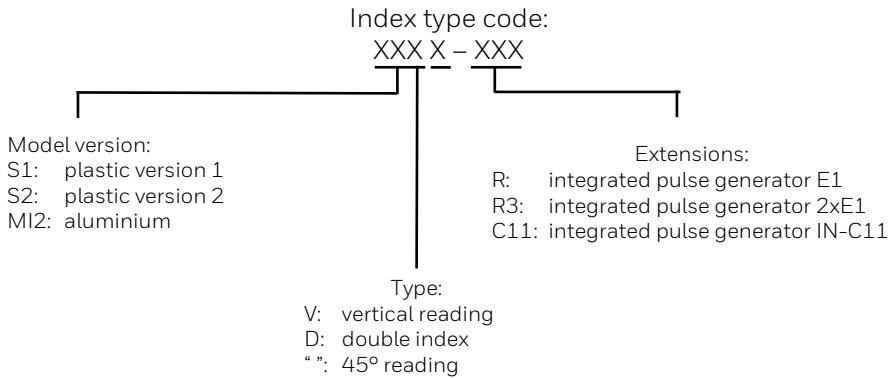 Index type code:
XXX X – XXX
Model version:
S1: plastic version 1
S2: plastic version 2
MI2: aluminium
Extensions:
R: integrated pulse generator E1
R3: integrated pulse generator 2xE1
C11: integrated pulse generator IN-C11
Type:
V: vertical reading
D: double index
“ ”: 45° reading